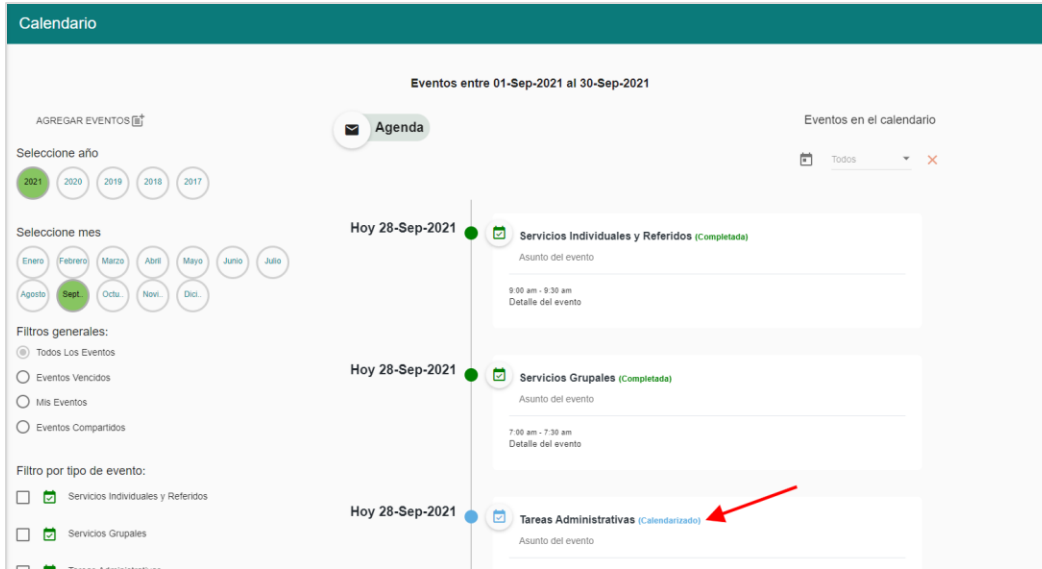 Calendario
Eventos entre 01-Sep-2021 al 30-Sep-2021
AGREGAR EVENTOS
Seleccione año
2021 2020 2019 2018 2017
Seleccione mes
Enero Febrero Marzo Abril Mayo Junio Julio
Agosto Sept.. Octu.. Novi.. Dici..
Filtros generales:
Todos Los Eventos
Eventos Vencidos
Mis Eventos
Eventos Compartidos
Filtro por tipo de evento:
Servicios Individuales y Referidos
Servicios Grupales
Tareas Administrativas
Agenda
Eventos en el calendario
Todos
Hoy 28-Sep-2021
Servicios Individuales y Referidos (Completada)
Asunto del evento
9:00 am - 9:30 am
Detalle del evento
Hoy 28-Sep-2021
Servicios Grupales (Completada)
Asunto del evento
7:00 am - 7:30 am
Detalle del evento
Hoy 28-Sep-2021
Tareas Administrativas (Calendarizado)
Asunto del evento